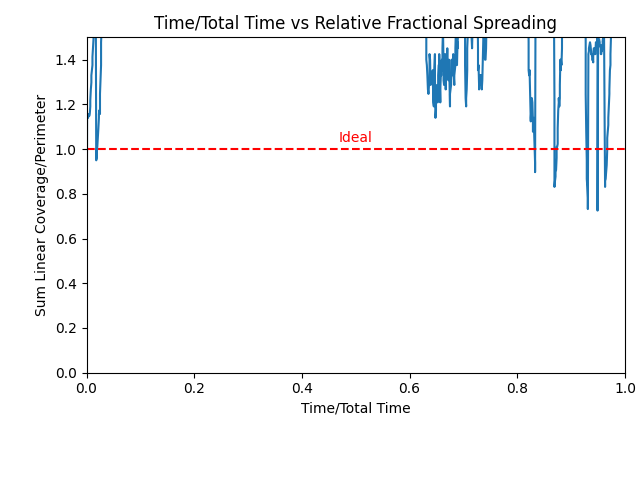 Time/Total Time vs Relative Fractional Spreading
Sum Linear Coverage/Perimeter
1.4
1.2
1.0
0.8
0.6
0.4
0.2
0.0
Ideal
0.0 0.2 0.4 0.6 0.8 1.0
Time/Total Time